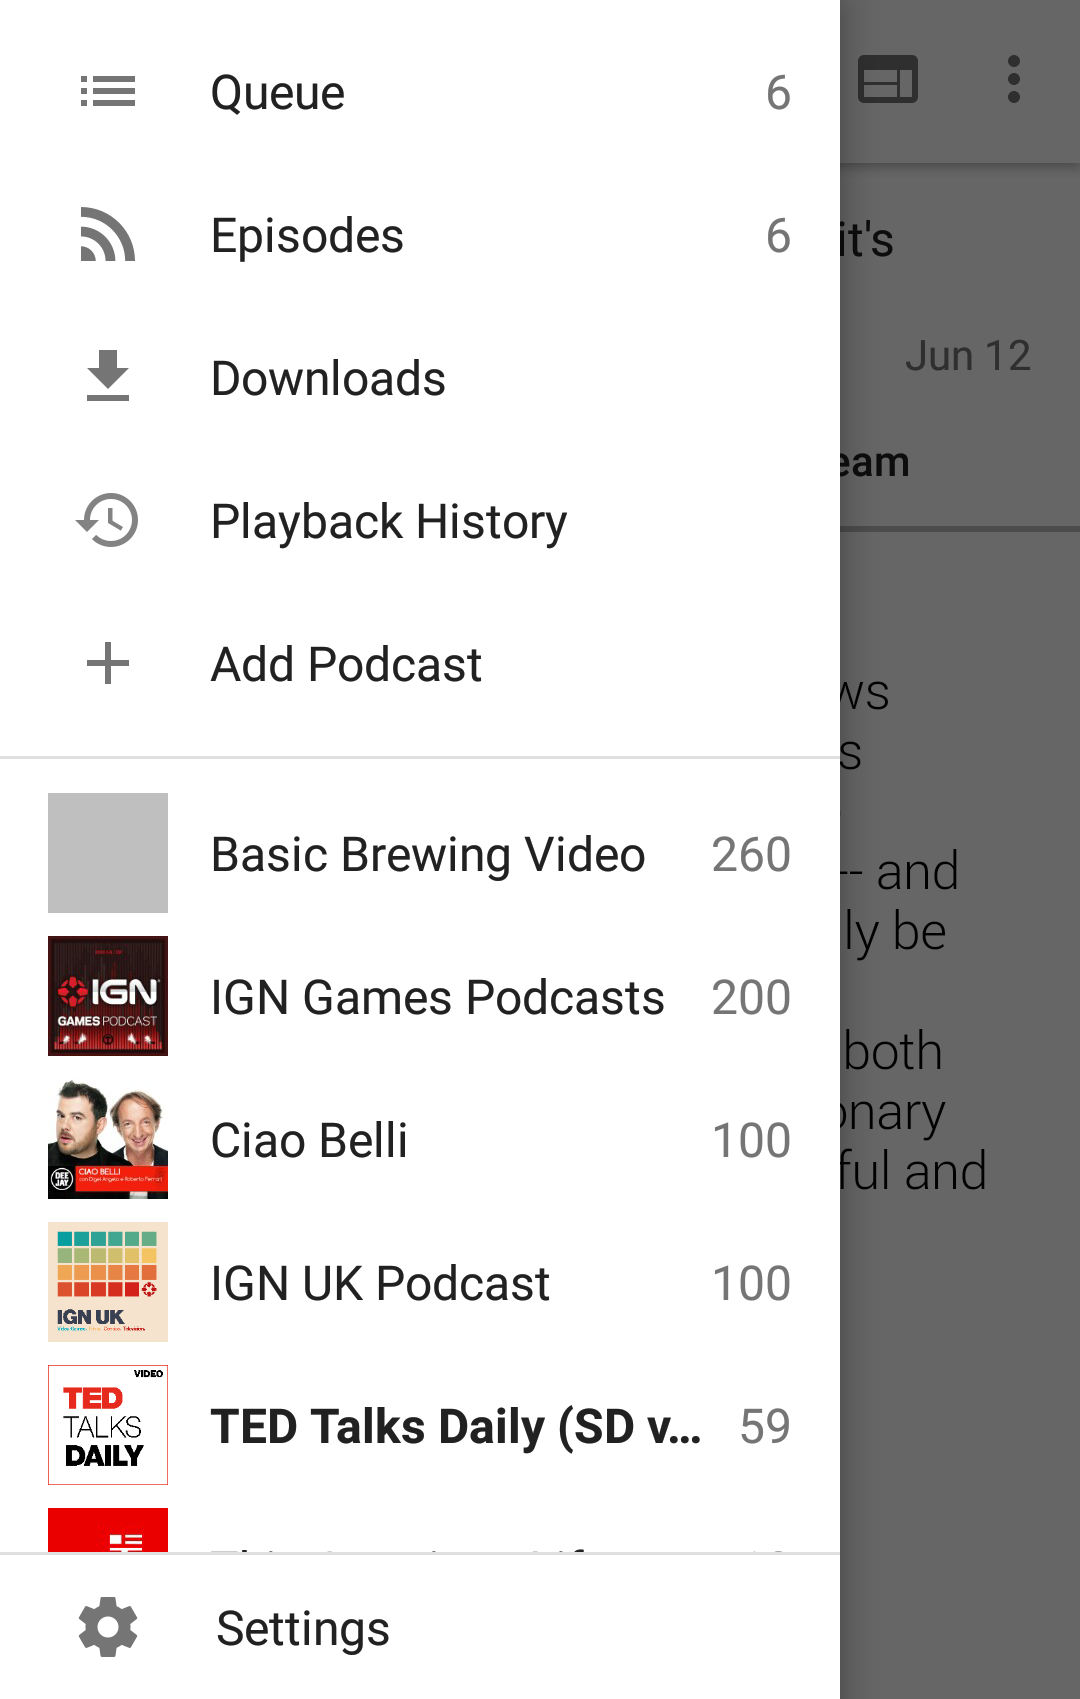 Queue 6
Episodes 6
Downloads
Playback History
Add Podcast
Basic Brewing Video 260
IGN
GAMES PODCAST
IGN Games Podcasts 200
DEE JAY
CIAO BELLI
Ciao Belli 100
IGN UK
IGN UK Podcast 100
VIDEO
TED
TALKS
DAILY
TED Talks Daily (SD v... 59
Settings
it's
Jun 12
eam
ws
s
-- and
ly be
both
onary
ful and